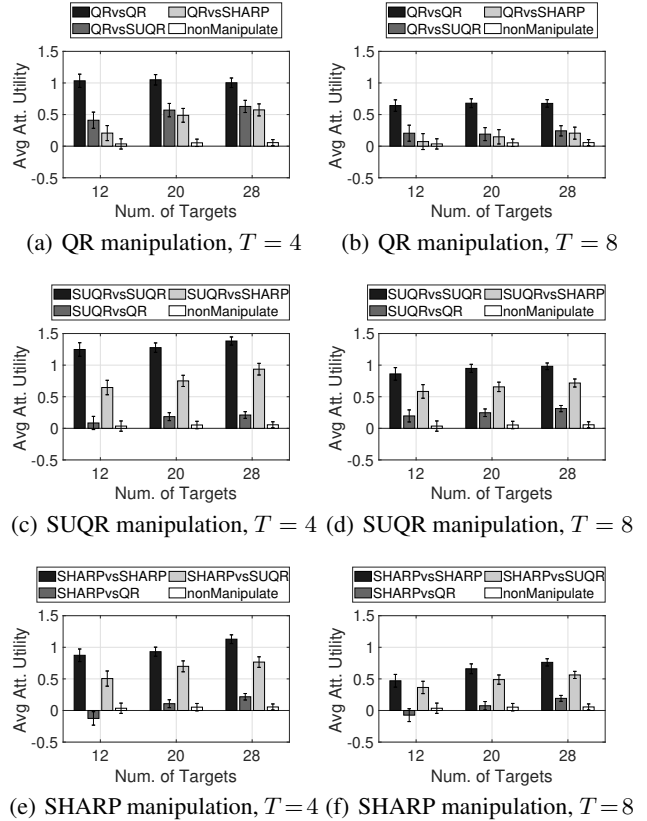 QRvsQR QRvsSHARP
QRvsSUQR nonManipulate
Avg Att. Utility
1.5
1
0.5
0
-0.5
12 20 28
Num. of Targets
(a) QR manipulation, T = 4
QRvsQR QRvsSHARP
QRvsSUQR nonManipulate
Avg Att. Utility
1.5
1
0.5
0
-0.5
12 20 28
Num. of Targets
(b) QR manipulation, T = 8
SUQRvsSUQR SUQRvsSHARP
SUQRvsQR nonManipulate
Avg Att. Utility
1.5
1
0.5
0
-0.5
12 20 28
Num. of Targets
(c) SUQR manipulation, T = 4
SUQRvsSUQR SUQRvsSHARP
SUQRvsQR nonManipulate
Avg Att. Utility
1.5
1
0.5
0
-0.5
12 20 28
Num. of Targets
(d) SUQR manipulation, T = 8
SHARPvsSHARP SHARPvsSUQR
SHARPvsQR nonManipulate
Avg Att. Utility
1.5
1
0.5
0
-0.5
12 20 28
Num. of Targets
(e) SHARP manipulation, T = 4
SHARPvsSHARP SHARPvsSUQR
SHARPvsQR nonManipulate
Avg Att. Utility
1.5
1
0.5
0
-0.5
12 20 28
Num. of Targets
(f) SHARP manipulation, T = 8